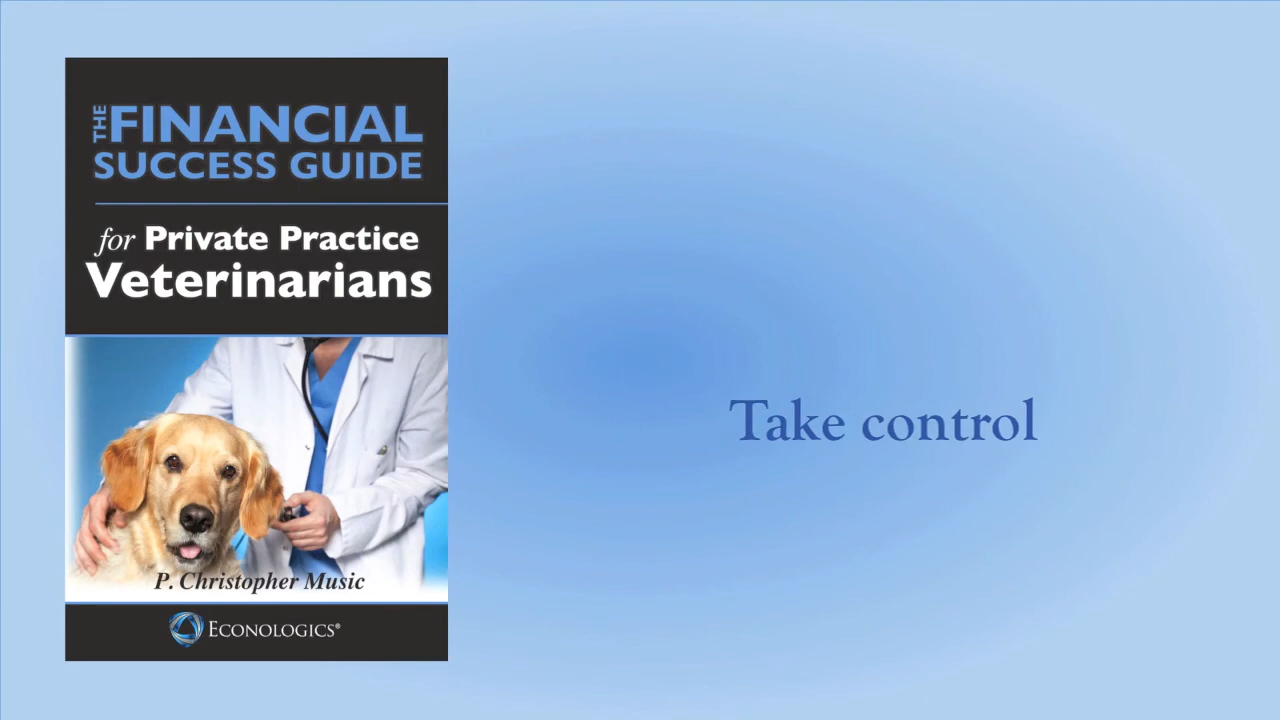 THE FINANCIAL
SUCCESS GUIDE
for Private Practice
Veterinarians
P. Christopher Music
ECONOLOGICS®
Take control